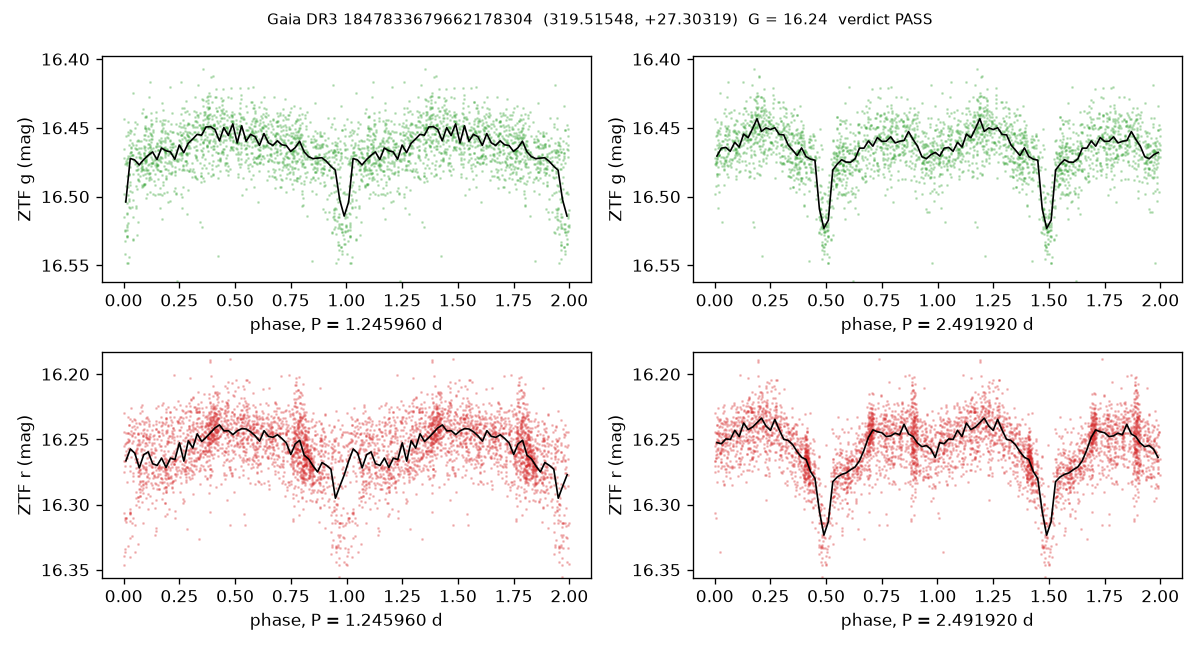 Gaia DR3 1847833679662178304 (319.51548, +27.30319) G = 16.24 verdict PASS
ZTF g (mag)
16.40
16.45
16.50
16.55
0.00 0.25 0.50 0.75 1.00 1.25 1.50 1.75 2.00
phase, P = 1.245960 d
ZTF g (mag)
16.40
16.45
16.50
16.55
0.00 0.25 0.50 0.75 1.00 1.25 1.50 1.75 2.00
phase, P = 2.491920 d
ZTF r (mag)
16.20
16.25
16.30
16.35
0.00 0.25 0.50 0.75 1.00 1.25 1.50 1.75 2.00
phase, P = 1.245960 d
ZTF r (mag)
16.20
16.25
16.30
16.35
0.00 0.25 0.50 0.75 1.00 1.25 1.50 1.75 2.00
phase, P = 2.491920 d